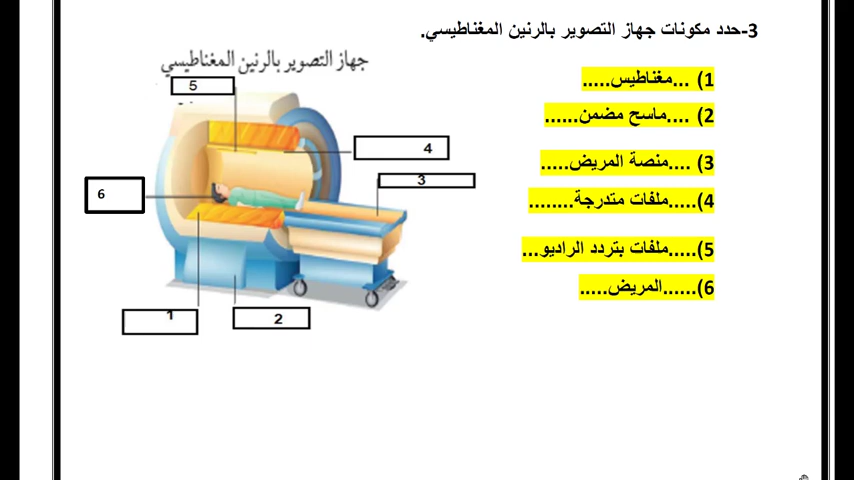 3-حدد مكونات جهاز التصوير بالرنين المغناطيسي.
جهاز التصوير بالرنين المغناطيسي
1) ...مغناطيس.....
2) ....ماسح مضمن......
3) ....منصة المريض.....
4).....ملفات متدرجة........
5).....ملفات بتردد الراديو...
6)......المريض.....
5
4
3
6
1
2